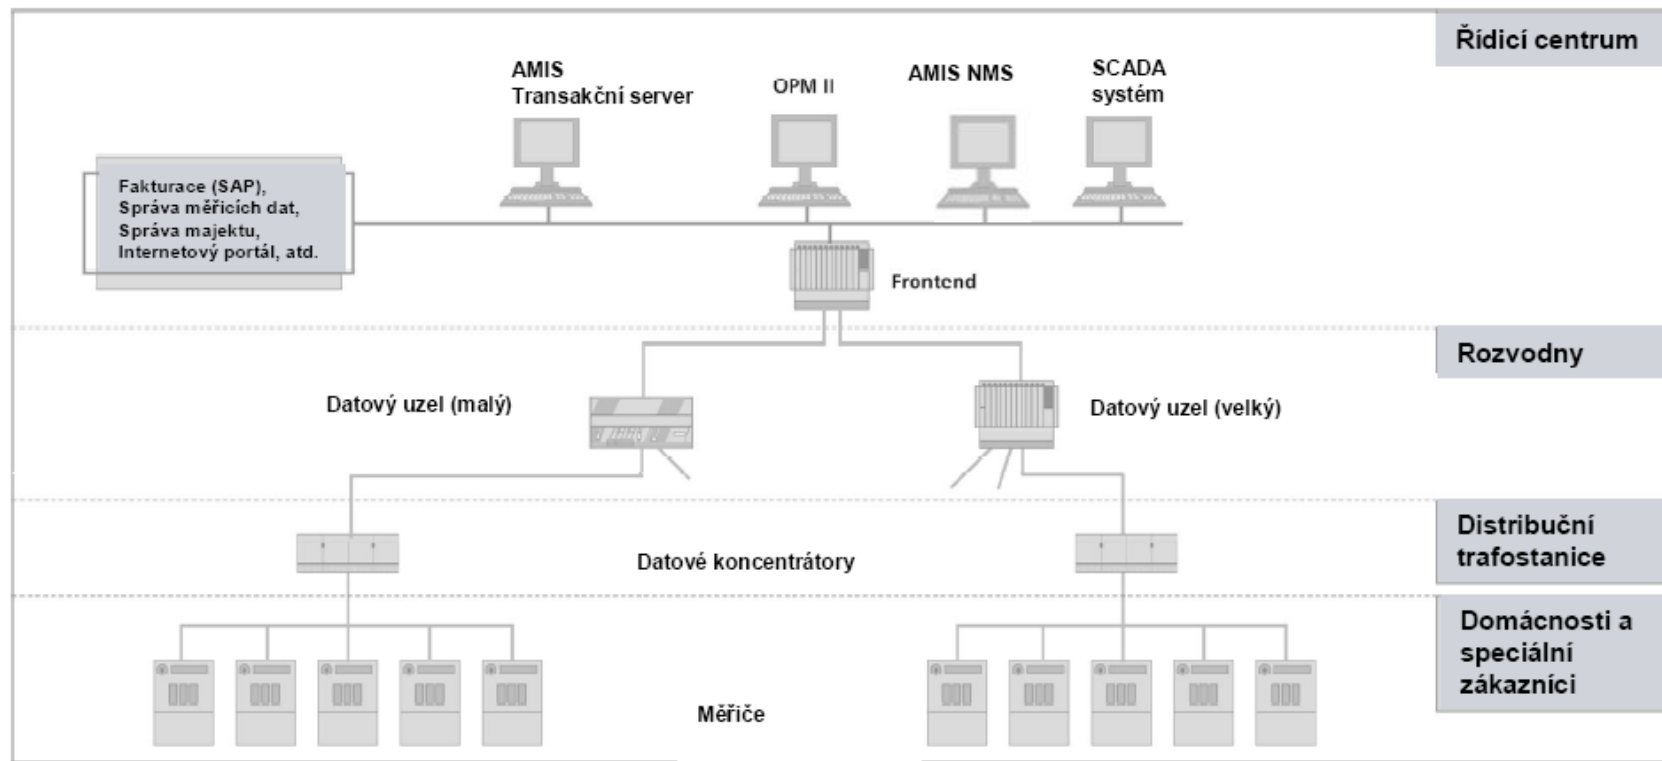 Řídicí centrum
AMIS
Transakční server
OPM II
AMIS NMS
SCADA
systém
Fakturace (SAP),
Správa měřicích dat,
Správa majektu,
Internetový portál, atd.
Frontend
Rozvodny
Datový uzel (malý)
Datový uzel (velký)
Distribuční
trafostanice
Datové koncentrátory
Domácnosti a
speciální
zákazníci
Měřiče